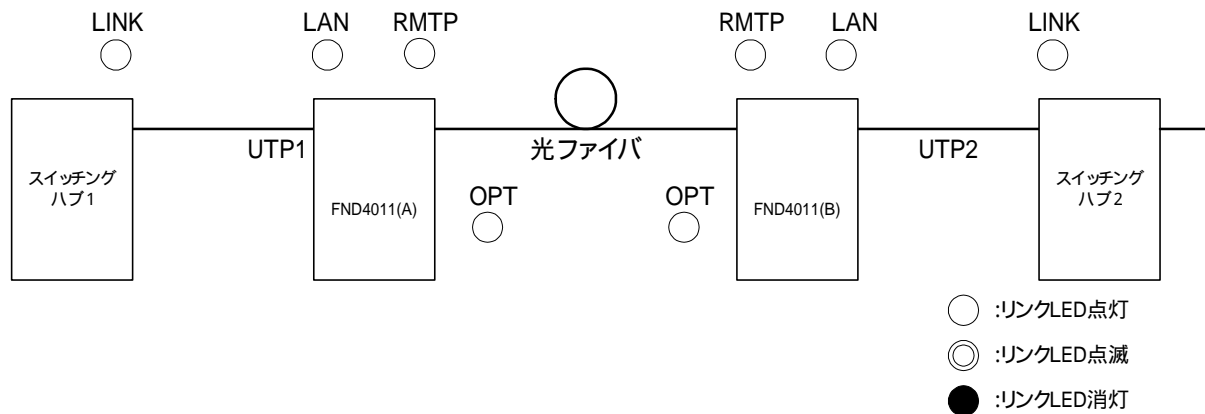 LINK
LAN
RMTP
RMTP
LAN
LINK
UTP1
光ファイバ
UTP2
スイッチング
ハブ1
FND4011(A)
OPT
OPT
FND4011(B)
スイッチング
ハブ2
:リンクLED点灯
:リンクLED点滅
:リンクLED消灯